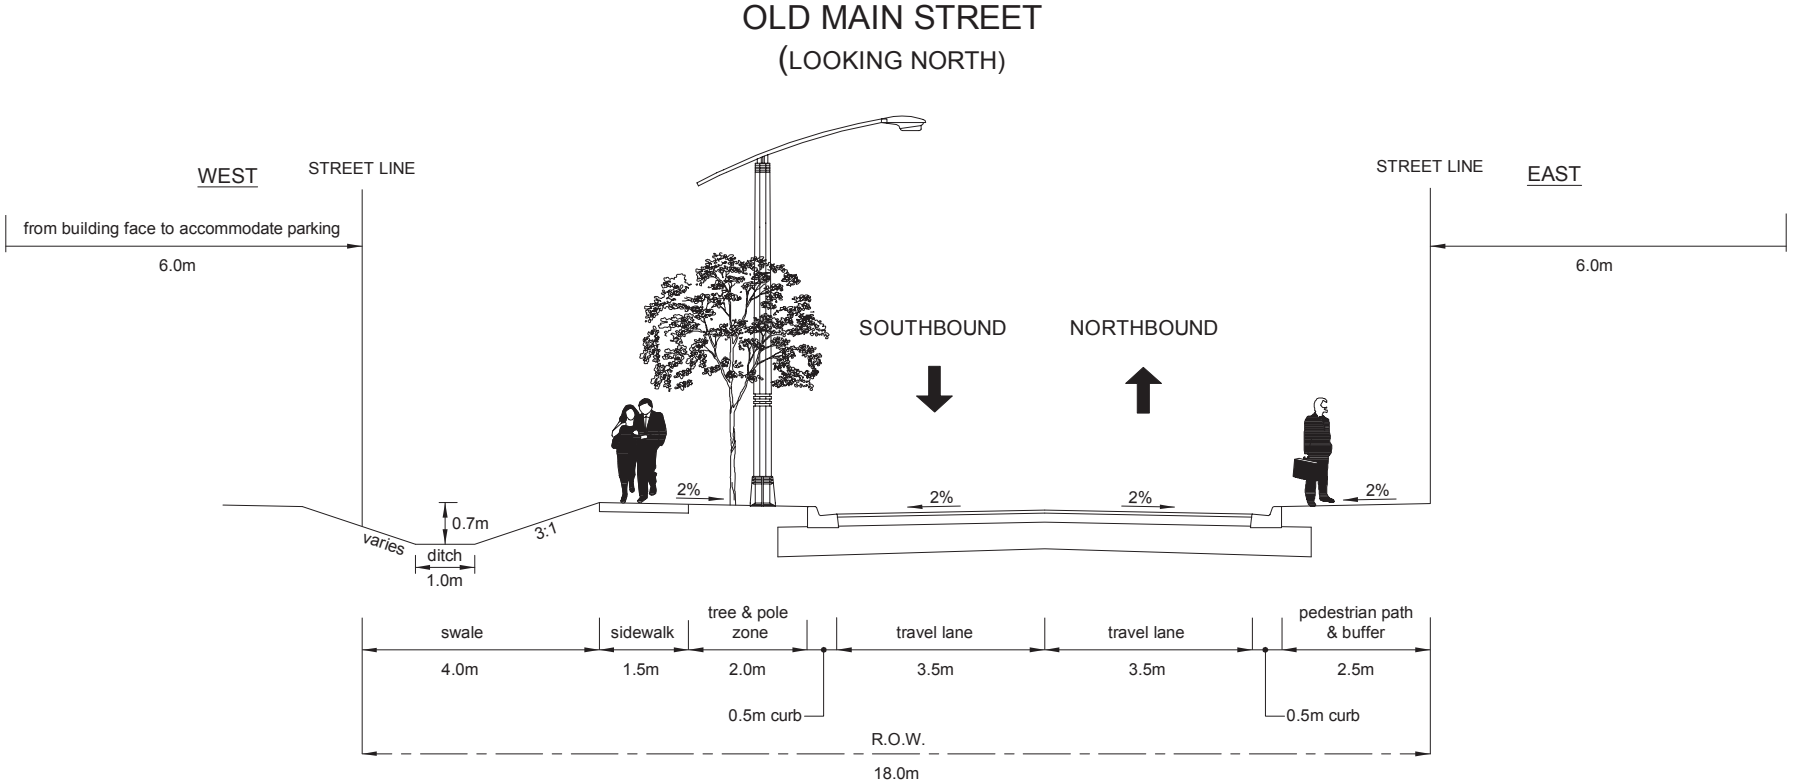 OLD MAIN STREET
(LOOKING NORTH)
WEST
STREET LINE
STREET LINE
EAST
from building face to accommodate parking
6.0m
6.0m
SOUTHBOUND
NORTHBOUND
2%
2%
2%
2%
0.7m
3:1
varies
ditch
1.0m
swale
sidewalk
tree & pole
zone
travel lane
travel lane
pedestrian path
& buffer
4.0m
1.5m
2.0m
3.5m
3.5m
2.5m
0.5m curb
0.5m curb
R.O.W.
18.0m